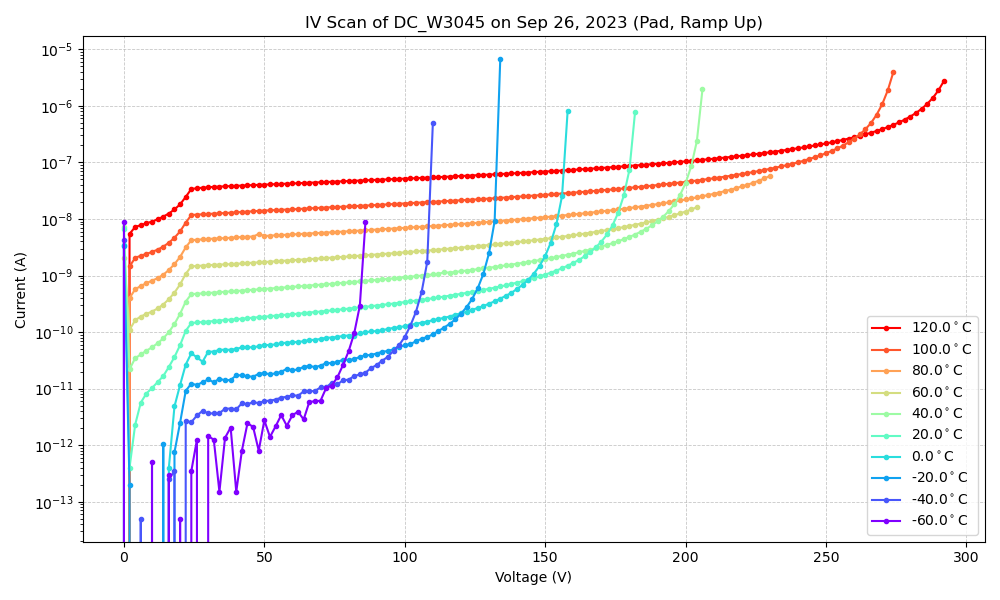 IV Scan of DC_W3045 on Sep 26, 2023 (Pad, Ramp Up)
Current (A)
10⁻⁵
10⁻⁶
10⁻⁷
10⁻⁸
10⁻⁹
10⁻¹⁰
10⁻¹¹
10⁻¹²
10⁻¹³
120.0°C
100.0°C
80.0°C
60.0°C
40.0°C
20.0°C
0.0°C
-20.0°C
-40.0°C
-60.0°C
0 50 100 150 200 250 300
Voltage (V)